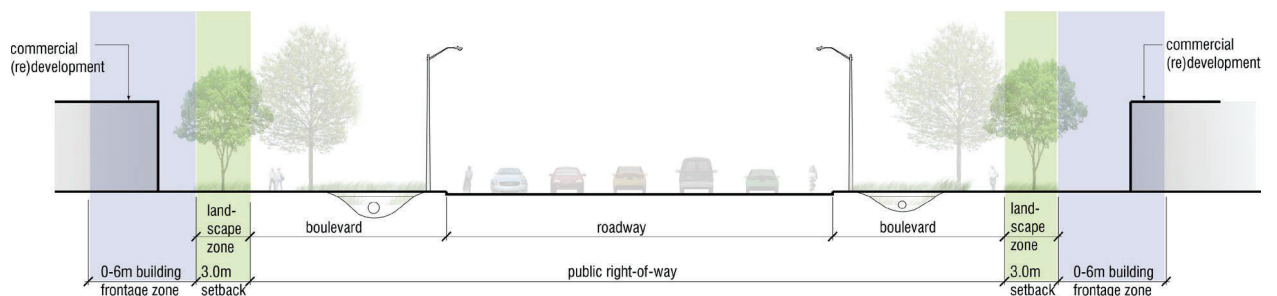 commercial
(re)development
commercial
(re)development
land-
scape
zone
boulevard
roadway
boulevard
land-
scape
zone
0-6m building
frontage zone
3.0m
setback
public right-of-way
3.0m
setback
0-6m building
frontage zone